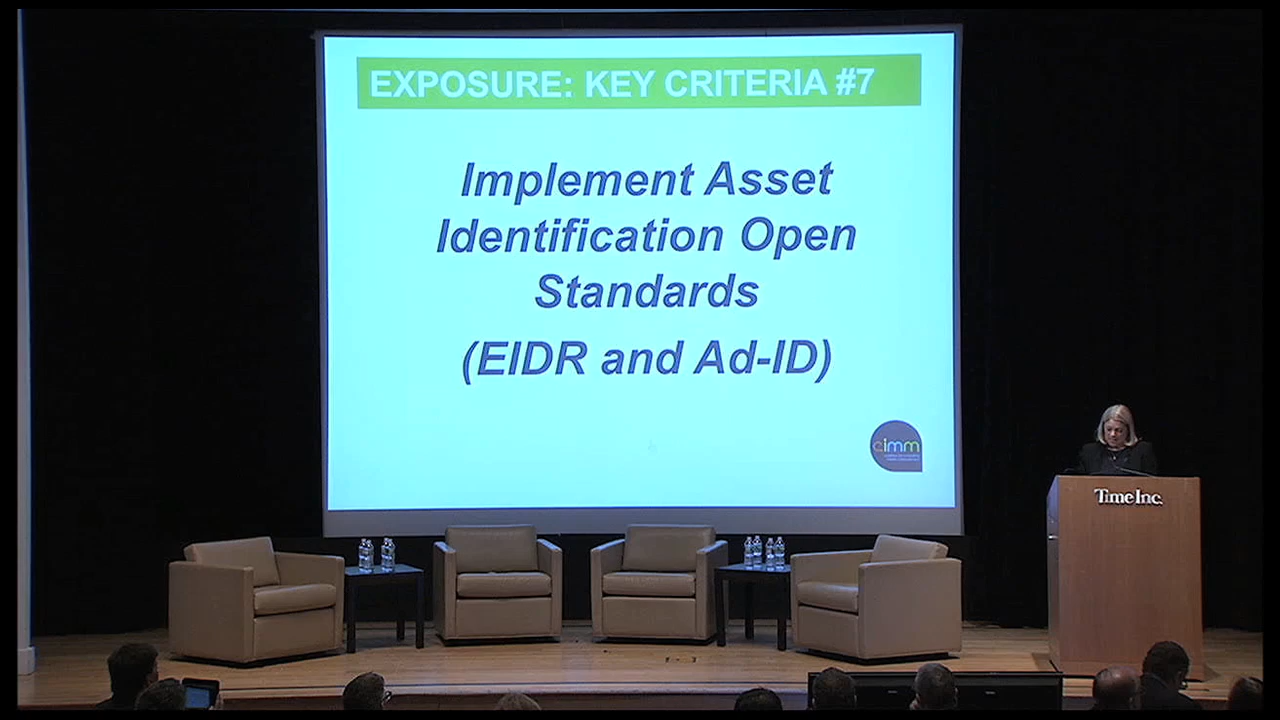 EXPOSURE: KEY CRITERIA #7
Implement Asset
Identification Open
Standards
(EIDR and Ad-ID)
cimm
Time Inc.